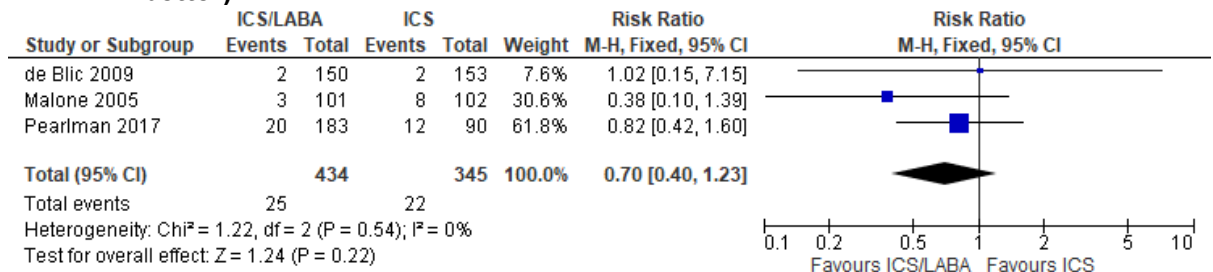 ICS/LABA ICS Risk Ratio Risk Ratio
Study or Subgroup Events Total Events Total Weight M-H, Fixed, 95% CI M-H, Fixed, 95% CI
de Blic 2009 2 150 2 153 7.6% 1.02 [0.15, 7.15]
Malone 2005 3 101 8 102 30.6% 0.38 [0.10, 1.39]
Pearlman 2017 20 183 12 90 61.8% 0.82 [0.42, 1.60]
Total (95% CI) 434 345 100.0% 0.70 [0.40, 1.23]
Total events 25 22
Heterogeneity: Chi² = 1.22, df = 2 (P = 0.54); I² = 0%
Test for overall effect: Z = 1.24 (P = 0.22)
0.1 0.2 0.5 1 2 5 10
Favours ICS/LABA Favours ICS